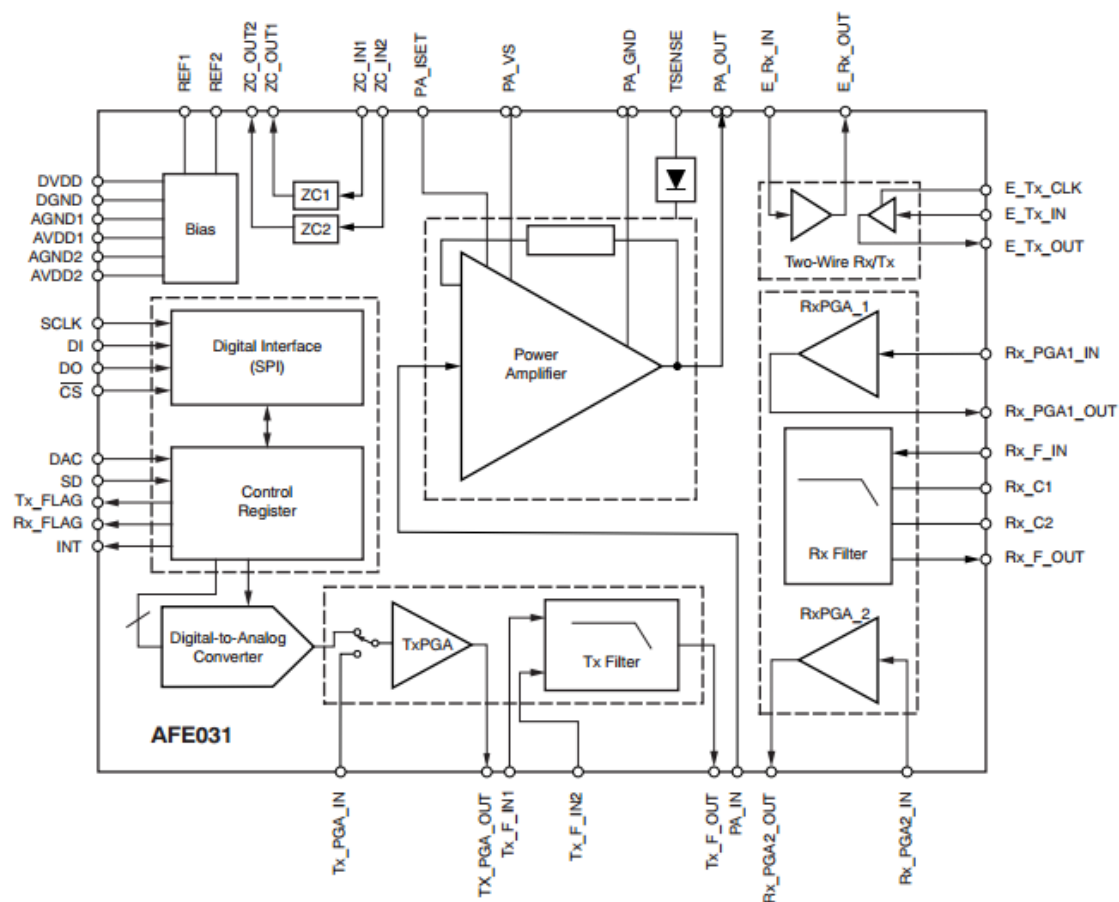 REF1
REF2
ZC_OUT2
ZC_OUT1
ZC_IN1
ZC_IN2
PA_ISET
PA_VS
PA_GND
TSENSE
PA_OUT
E_Rx_IN
E_Rx_OUT
DVDD
DGND
AGND1
AVDD1
AGND2
AVDD2
Bias
ZC1
ZC2
E_Tx_CLK
E_Tx_IN
E_Tx_OUT
Two-Wire Rx/Tx
SCLK
DI
DO
CS
Digital Interface
(SPI)
Power
Amplifier
RxPGA_1
Rx_PGA1_IN
Rx_PGA1_OUT
DAC
SD
Tx_FLAG
Rx_FLAG
INT
Control
Register
Rx_F_IN
Rx_C1
Rx_C2
Rx_F_OUT
Rx Filter
Digital-to-Analog
Converter
TxPGA
Tx Filter
RxPGA_2
AFE031
Tx_PGA_IN
TX_PGA_OUT
Tx_F_IN1
Tx_F_IN2
Tx_F_OUT
PA_IN
Rx_PGA2_OUT
Rx_PGA2_IN